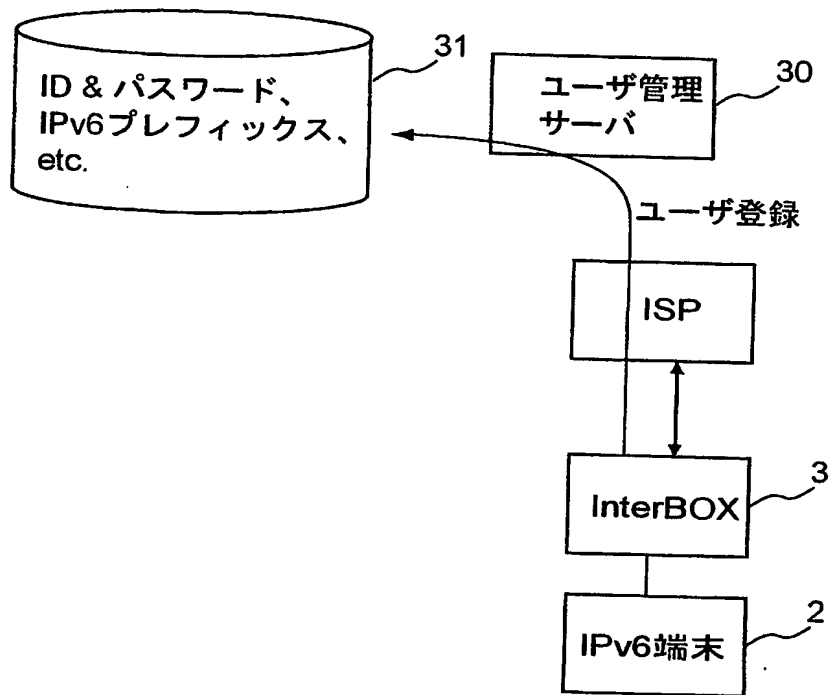 31
ID & パスワード、
IPv6プレフィックス、
etc.
ユーザ管理
サーバ
30
ユーザ登録
ISP
InterBOX
3
IPv6端末
2